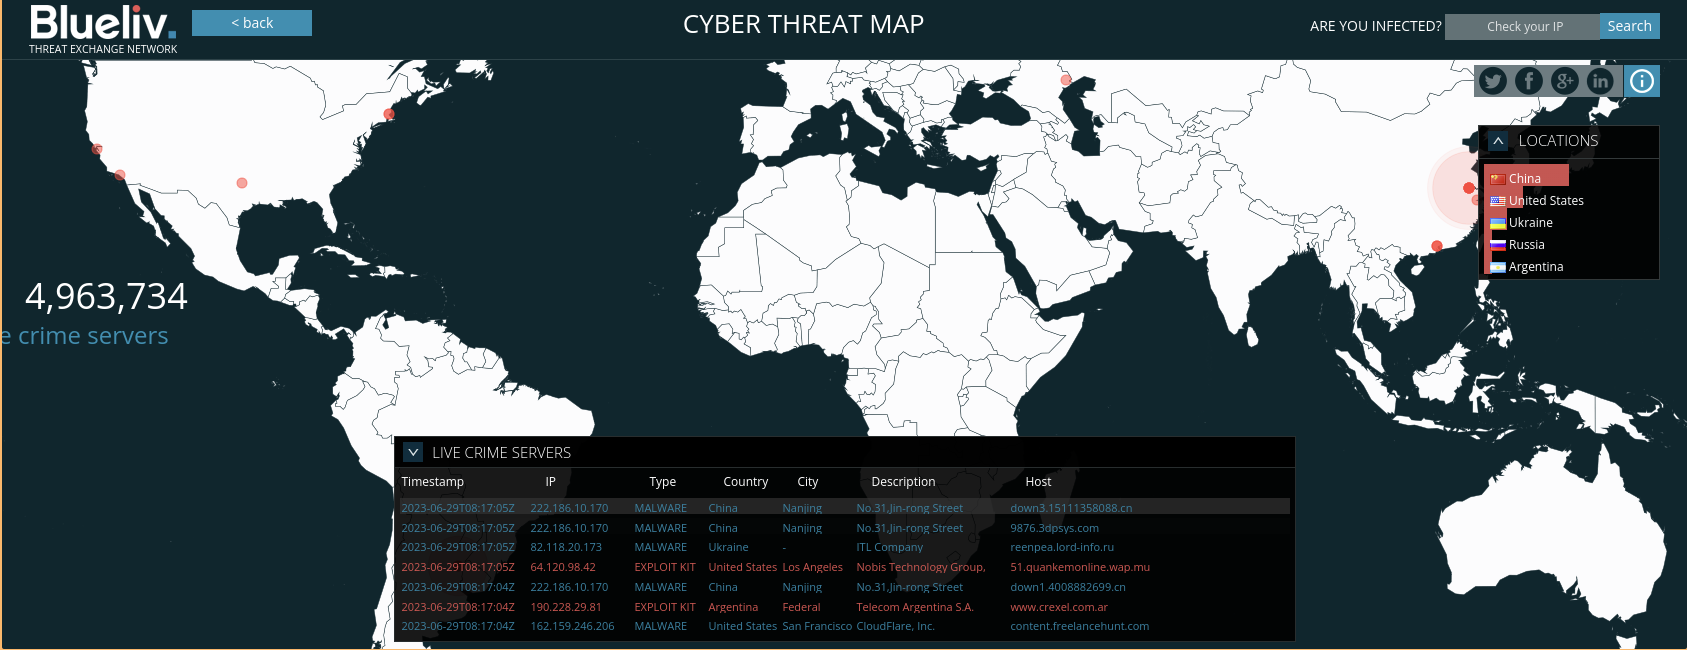 Blueliv.
THREAT EXCHANGE NETWORK
< back
CYBER THREAT MAP
ARE YOU INFECTED? Check your IP Search
LOCATIONS
China
United States
Ukraine
Russia
Argentina
4,963,734
e crime servers
LIVE CRIME SERVERS
Timestamp IP Type Country City Description Host
2023-06-29T08:17:05Z 222.186.10.170 MALWARE China Nanjing No.31,Jin-rong Street down3.15111358088.cn
2023-06-29T08:17:05Z 222.186.10.170 MALWARE China Nanjing No.31,Jin-rong Street 9876.3dpsys.com
2023-06-29T08:17:05Z 82.118.20.173 MALWARE Ukraine - ITL Company reenpea.lord-info.ru
2023-06-29T08:17:05Z 64.120.98.42 EXPLOIT KIT United States Los Angeles Nobis Technology Group, 51.quankemonline.wap.mu
2023-06-29T08:17:04Z 222.186.10.170 MALWARE China Nanjing No.31,Jin-rong Street down1.4008882699.cn
2023-06-29T08:17:04Z 190.228.29.81 EXPLOIT KIT Argentina Federal Telecom Argentina S.A. www.crexel.com.ar
2023-06-29T08:17:04Z 162.159.246.206 MALWARE United States San Francisco CloudFlare, Inc. content.freelancehunt.com